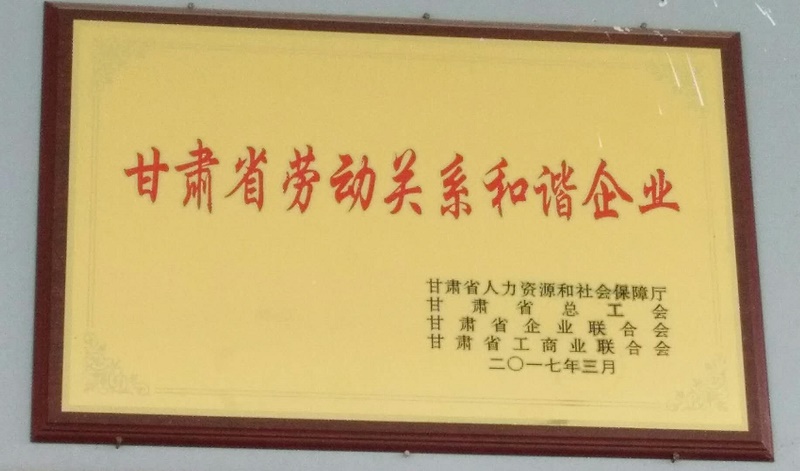 甘肃省劳动关系和谐企业
甘肃省人力资源和社会保障厅
甘肃省总工会
甘肃省企业联合会
甘肃省工商业联合会
二〇一七年三月